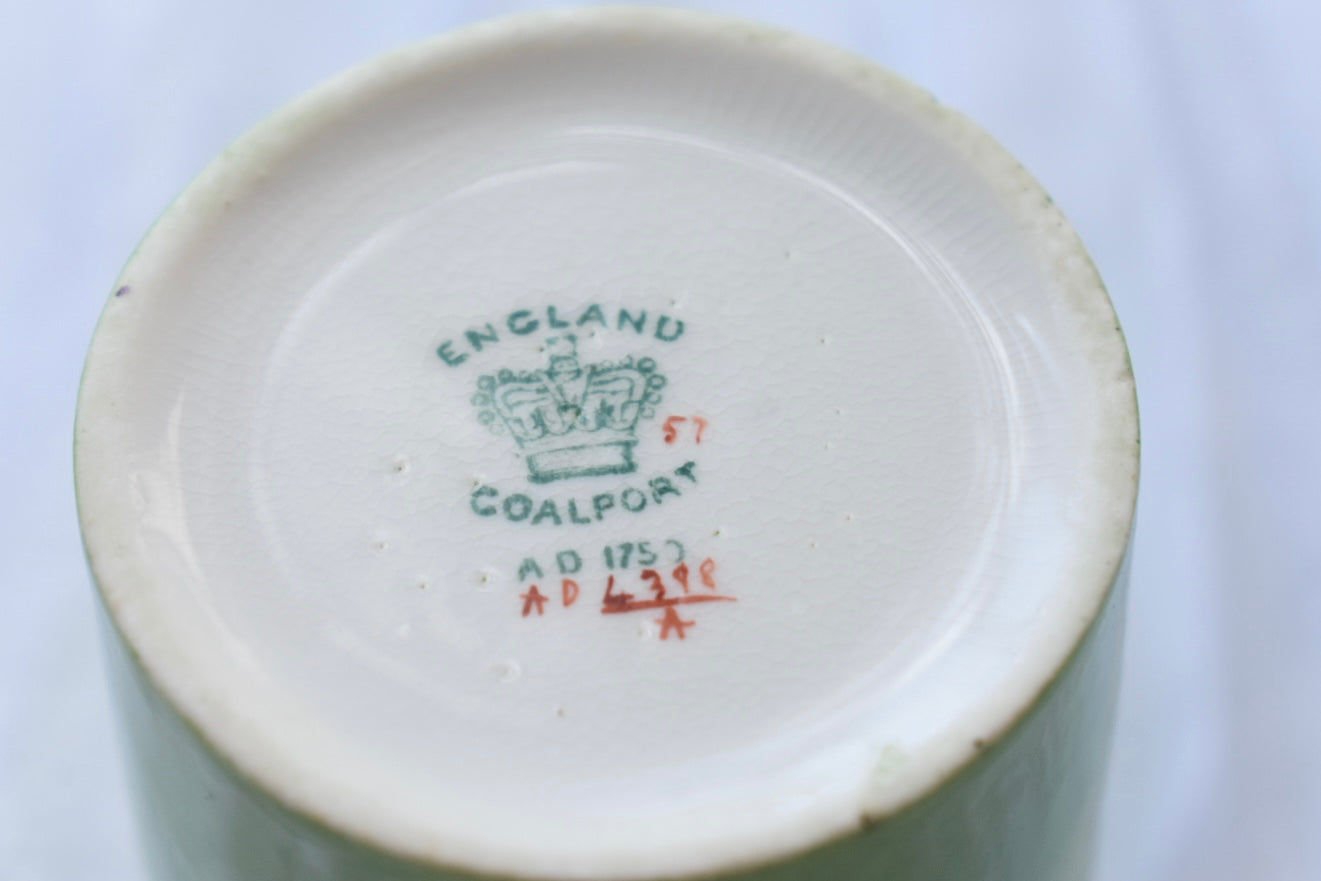 ENGLAND
57
COALPORT
AD 1750
AD 4398
A